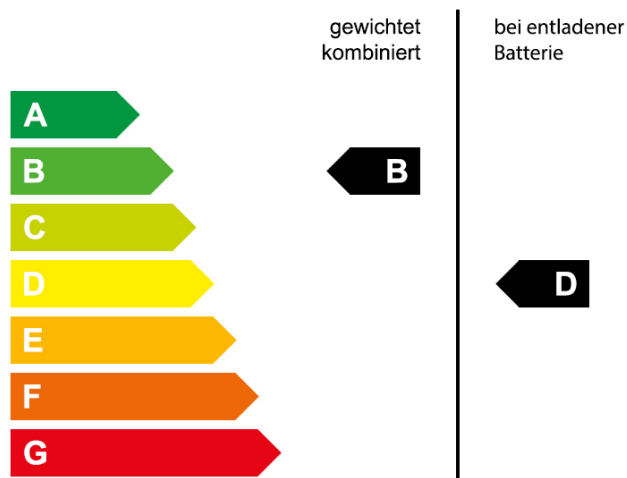 gewichtet
kombiniert
bei entladener
Batterie
A
B
B
C
D
D
E
F
G